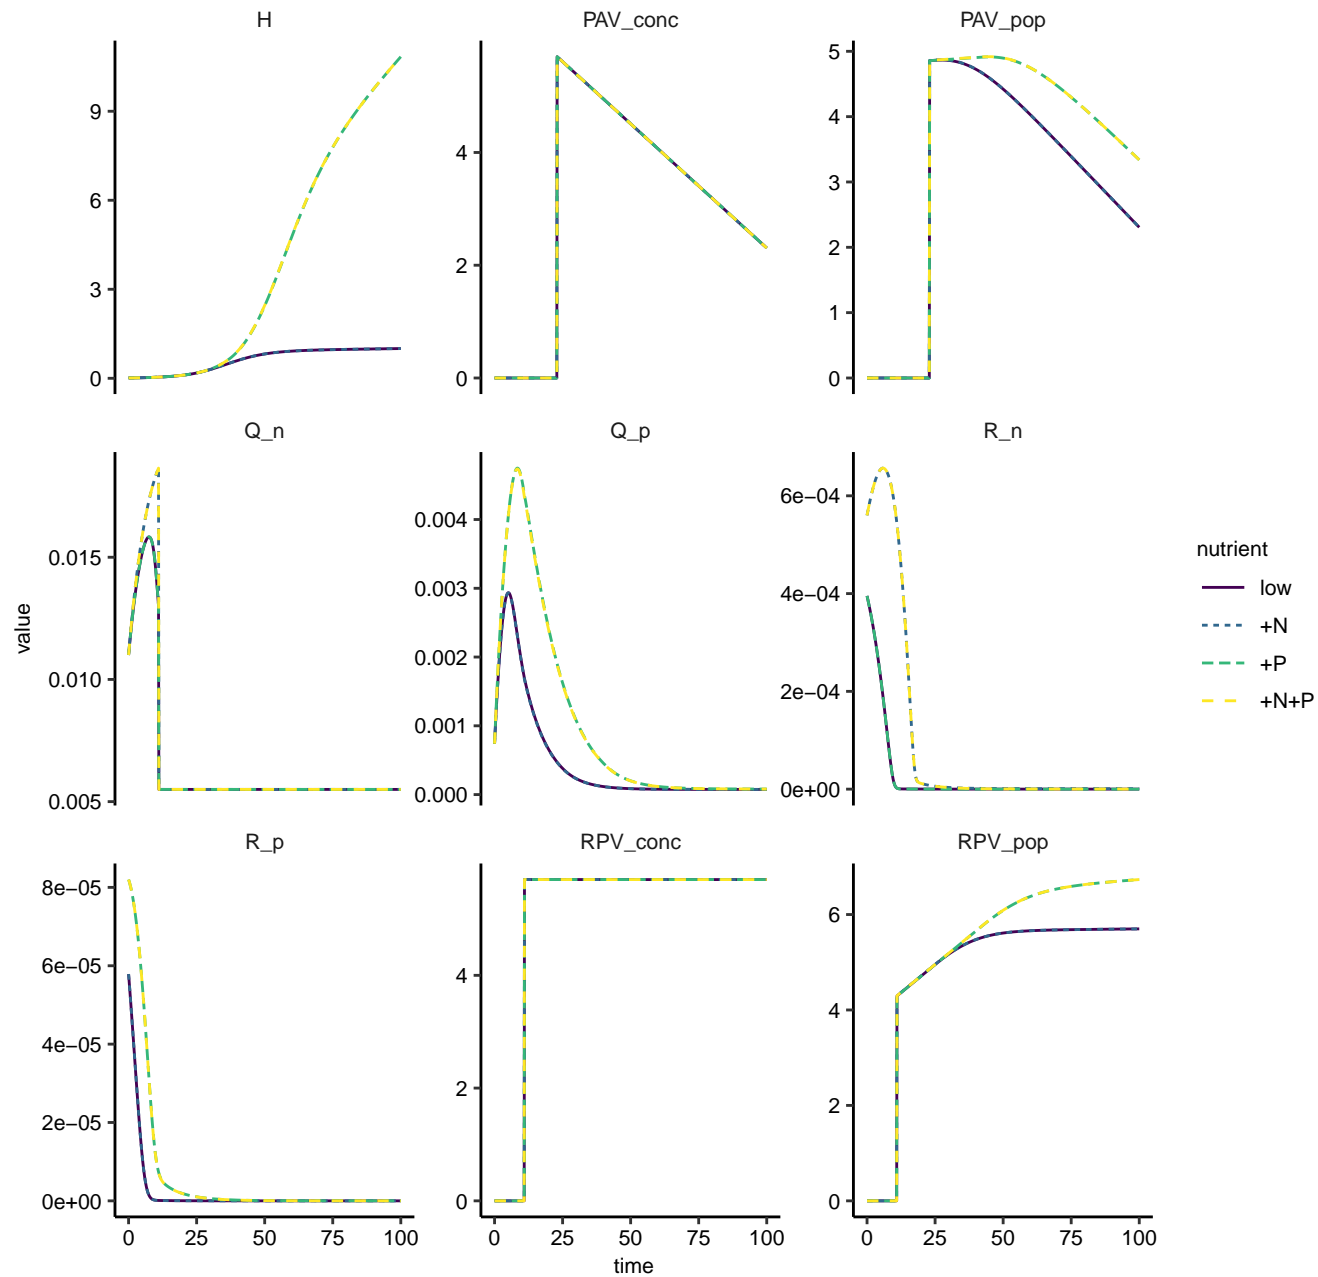 H
PAV_conc
PAV_pop
9
6
3
0
4
2
0
5
4
3
2
1
0
Q_n
Q_p
R_n
0.015
0.010
0.005
0.004
0.003
0.002
0.001
0.000
6e−04
4e−04
2e−04
0e+00
value
nutrient
low
+N
+P
+N+P
R_p
RPV_conc
RPV_pop
8e−05
6e−05
4e−05
2e−05
0e+00
4
2
0
6
4
2
0
0 25 50 75 100
0 25 50 75 100
0 25 50 75 100
time